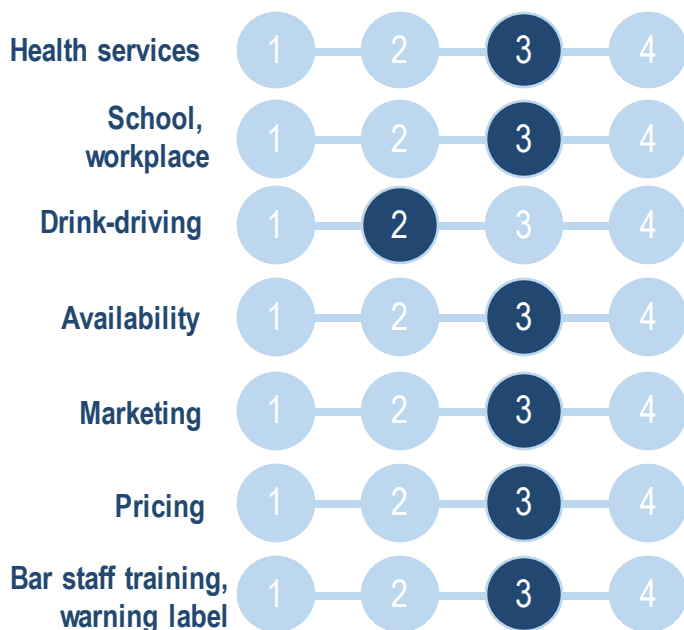 Health services 1 2 3 4
School,
workplace 1 2 3 4
Drink-driving 1 2 3 4
Availability 1 2 3 4
Marketing 1 2 3 4
Pricing 1 2 3 4
Bar staff training,
warning label 1 2 3 4